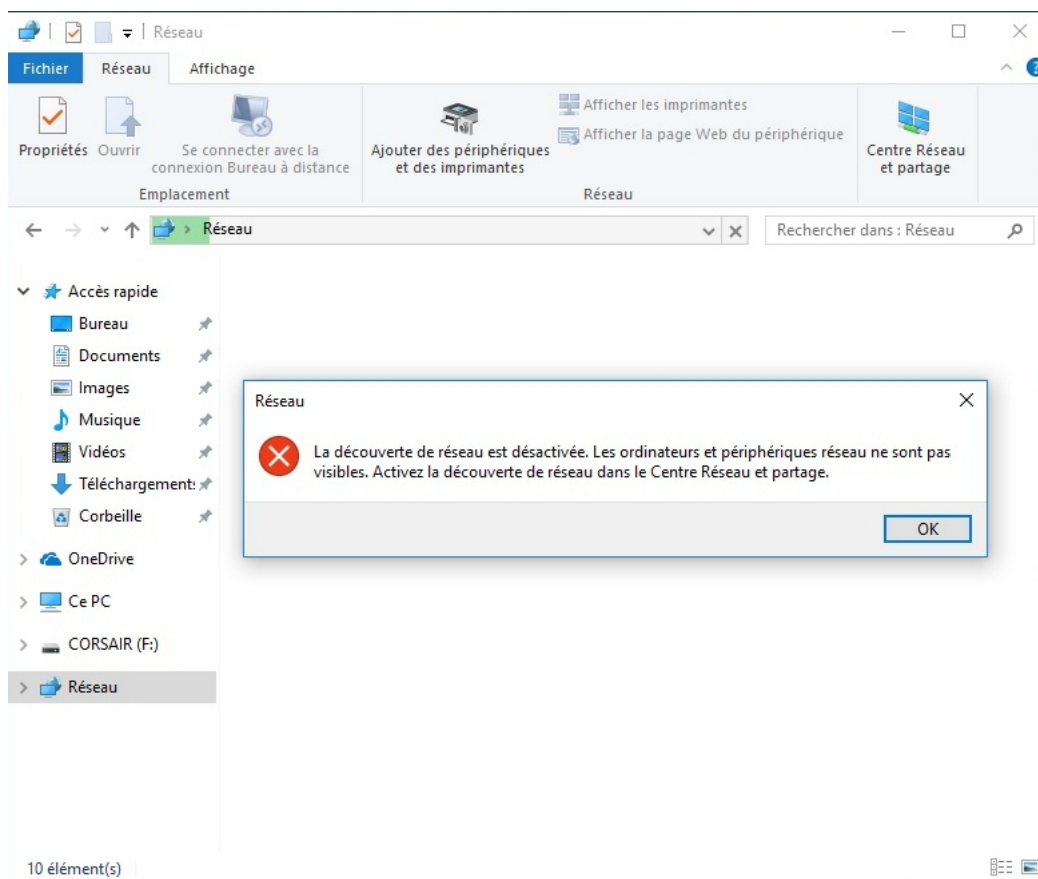 Réseau
Fichier Réseau Affichage
Propriétés Ouvrir
Se connecter avec la
connexion Bureau à distance
Emplacement
Ajouter des périphériques
et des imprimantes
Afficher les imprimantes
Afficher la page Web du périphérique
Réseau
Centre Réseau
et partage
Réseau
Rechercher dans : Réseau
Accès rapide
Bureau
Documents
Images
Musique
Vidéos
Téléchargement
Corbeille
OneDrive
Ce PC
CORSAIR (F:)
Réseau
Réseau
La découverte de réseau est désactivée. Les ordinateurs et périphériques réseau ne sont pas
visibles. Activez la découverte de réseau dans le Centre Réseau et partage.
OK
10 élément(s)